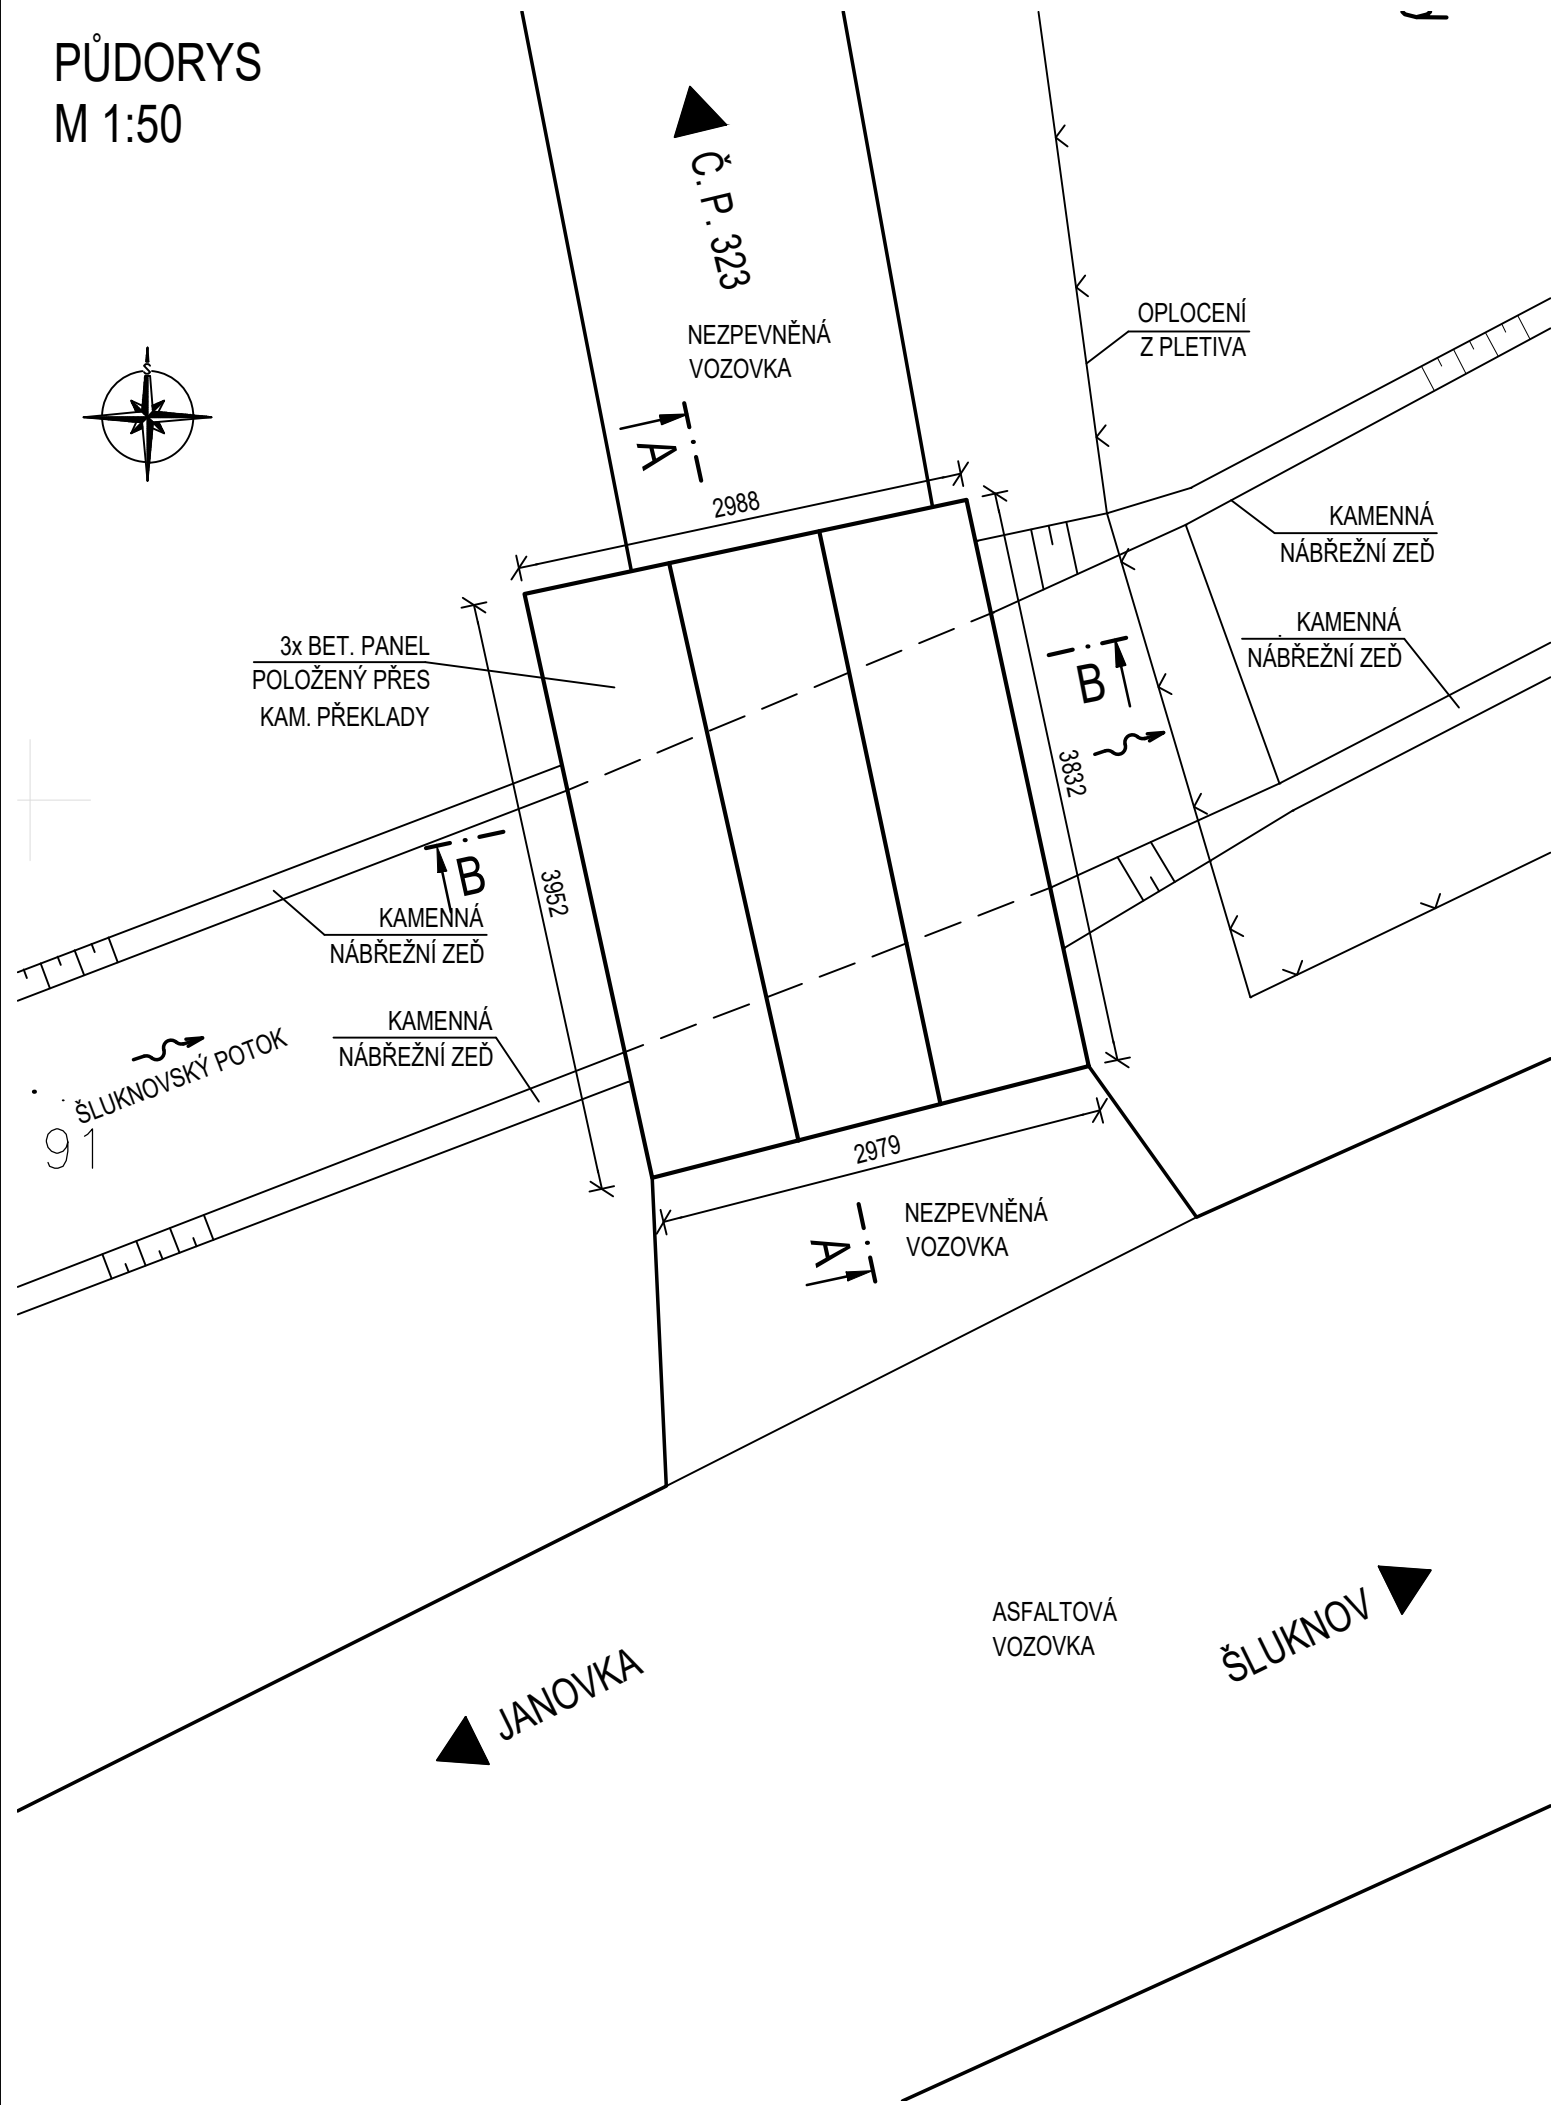 PŮDORYS
M 1:50
Č. P. 323
NEZPEVNĚNÁ
VOZOVKA
OPLOCENÍ
Z PLETIVA
S
A
2988
KAMENNÁ
NÁBŘEŽNÍ ZEĎ
KAMENNÁ
NÁBŘEŽNÍ ZEĎ
3x BET. PANEL
POLOŽENÝ PŘES
KAM. PŘEKLADY
B
3832
B
3952
KAMENNÁ
NÁBŘEŽNÍ ZEĎ
KAMENNÁ
NÁBŘEŽNÍ ZEĎ
ŠLUKNOVSKÝ POTOK
91
2979
NEZPEVNĚNÁ
VOZOVKA
A
ASFALTOVÁ
VOZOVKA
ŠLUKNOV
JANOVKA